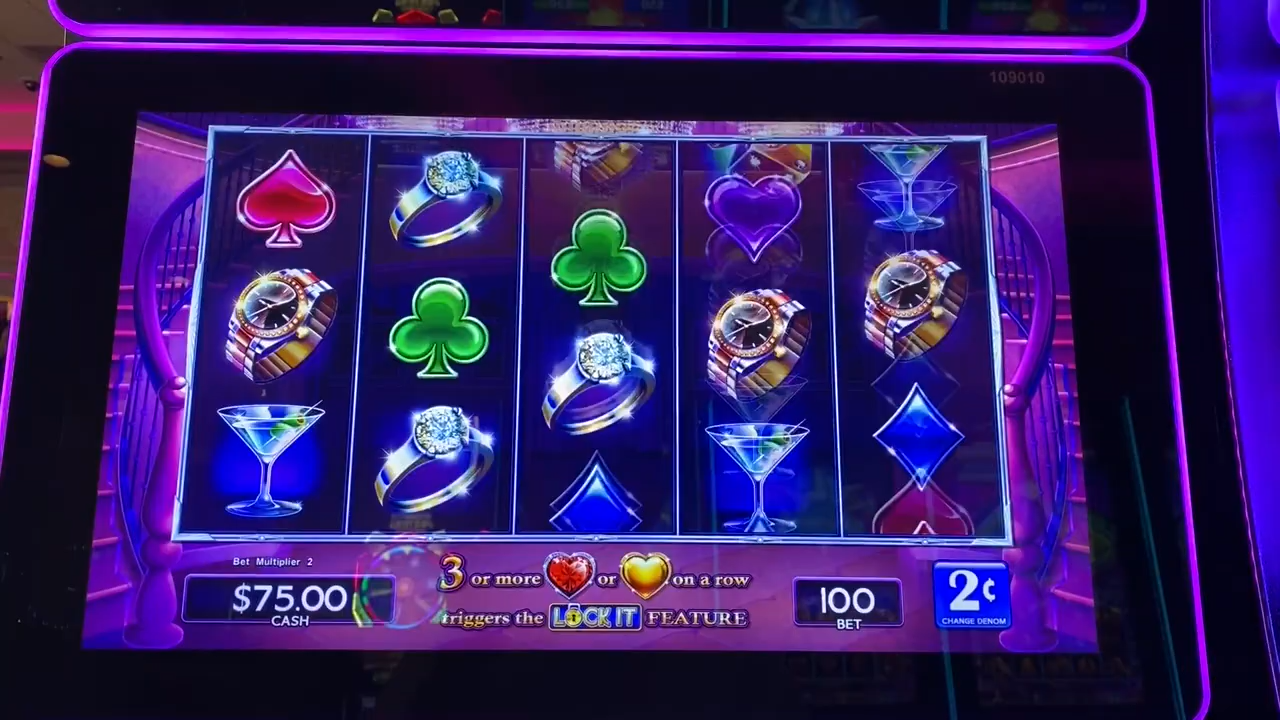 109010
Bet Multiplier 2
$75.00
CASH
3 or more or on a row
triggers the LOCK IT FEATURE
100
BET
2¢
CHANGE DENOM